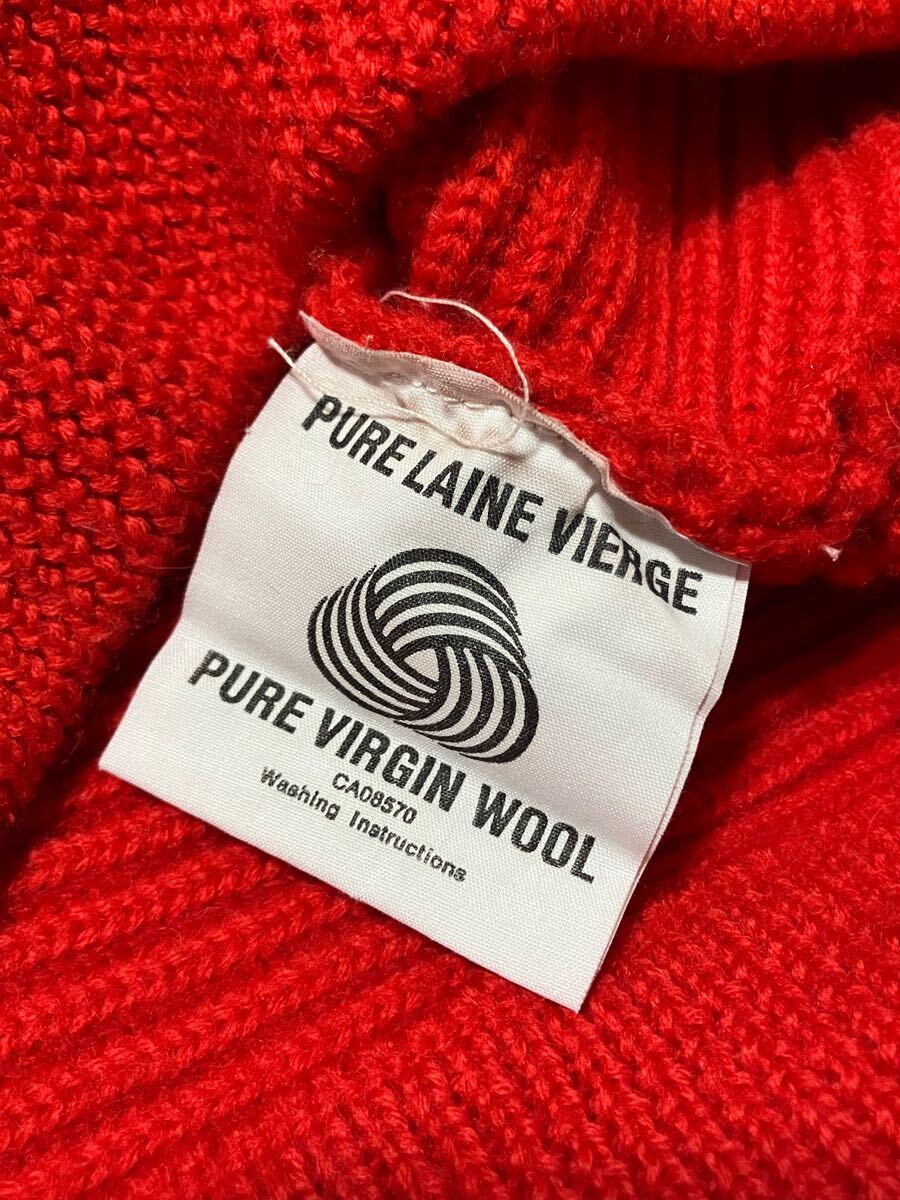 PURE LAINE VIERGE
PURE VIRGIN WOOL
CA08570
Washing Instructions